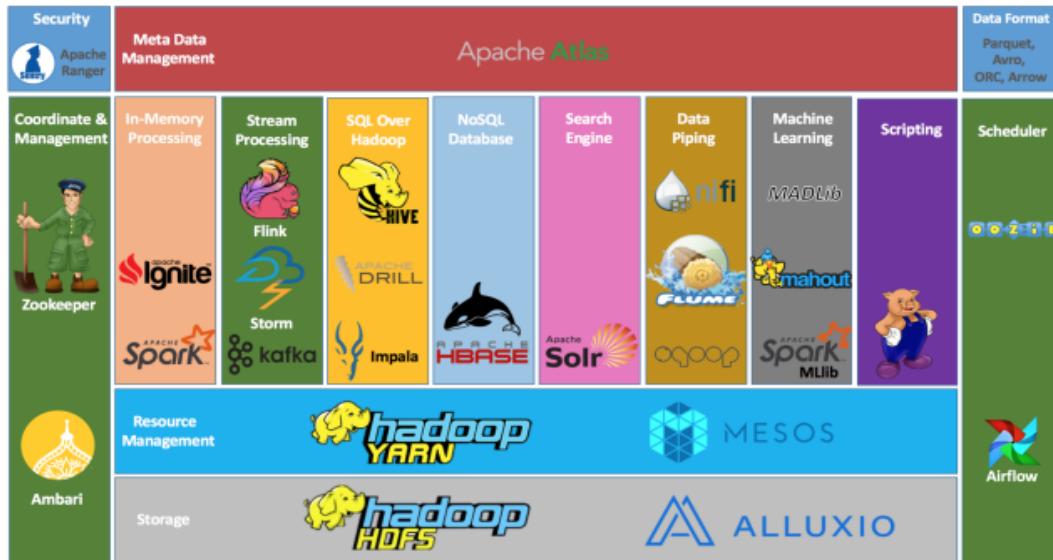 Security
Sentry
Apache
Ranger
Meta Data
Management
Apache Atlas
Data Format
Parquet,
Avro,
ORC, Arrow
Coordinate &
Management
Zookeeper
Ambari
In-Memory
Processing
apache
Ignite
APACHE
Spark
Stream
Processing
Flink
Storm
kafka
SQL Over
Hadoop
HIVE
APACHE
DRILL
Impala
NoSQL
Database
APACHE
HBASE
Search
Engine
Apache
Solr
Data
Piping
nifi
FLUME
sqoop
Machine
Learning
MADLib
mahout
APACHE
Spark
MLlib
Scripting
Scheduler
OOZIE
Airflow
Resource
Management
hadoop
YARN
MESOS
Storage
hadoop
HDFS
ALLUXIO